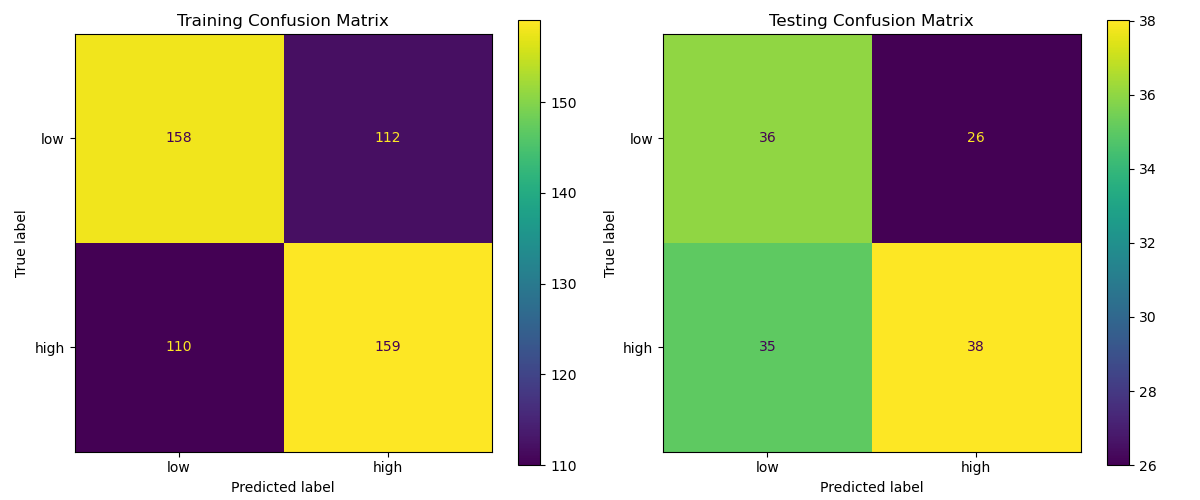 Training Confusion Matrix
True label
low
high
158
112
110
159
low
high
Predicted label
150
140
130
120
110
Testing Confusion Matrix
True label
low
high
36
26
35
38
low
high
Predicted label
38
36
34
32
30
28
26